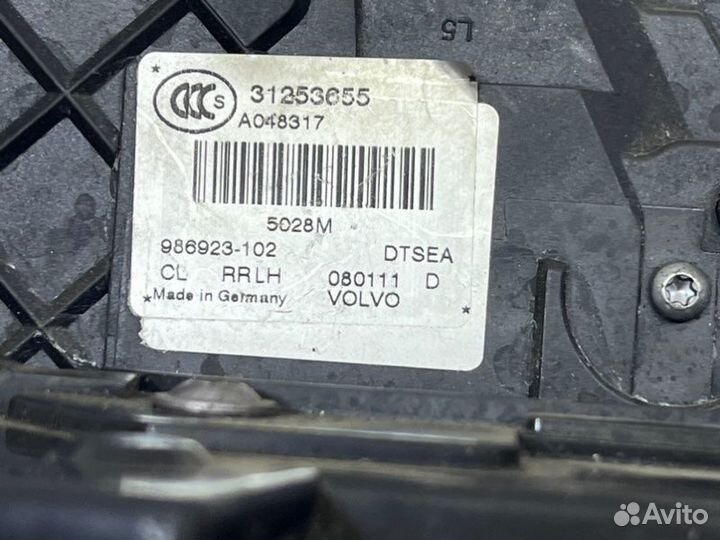 L5
CCC S 31253655
A048317
5028M
986923-102 DTSEA
CL RRLH 080111 D
Made in Germany VOLVO
Avito